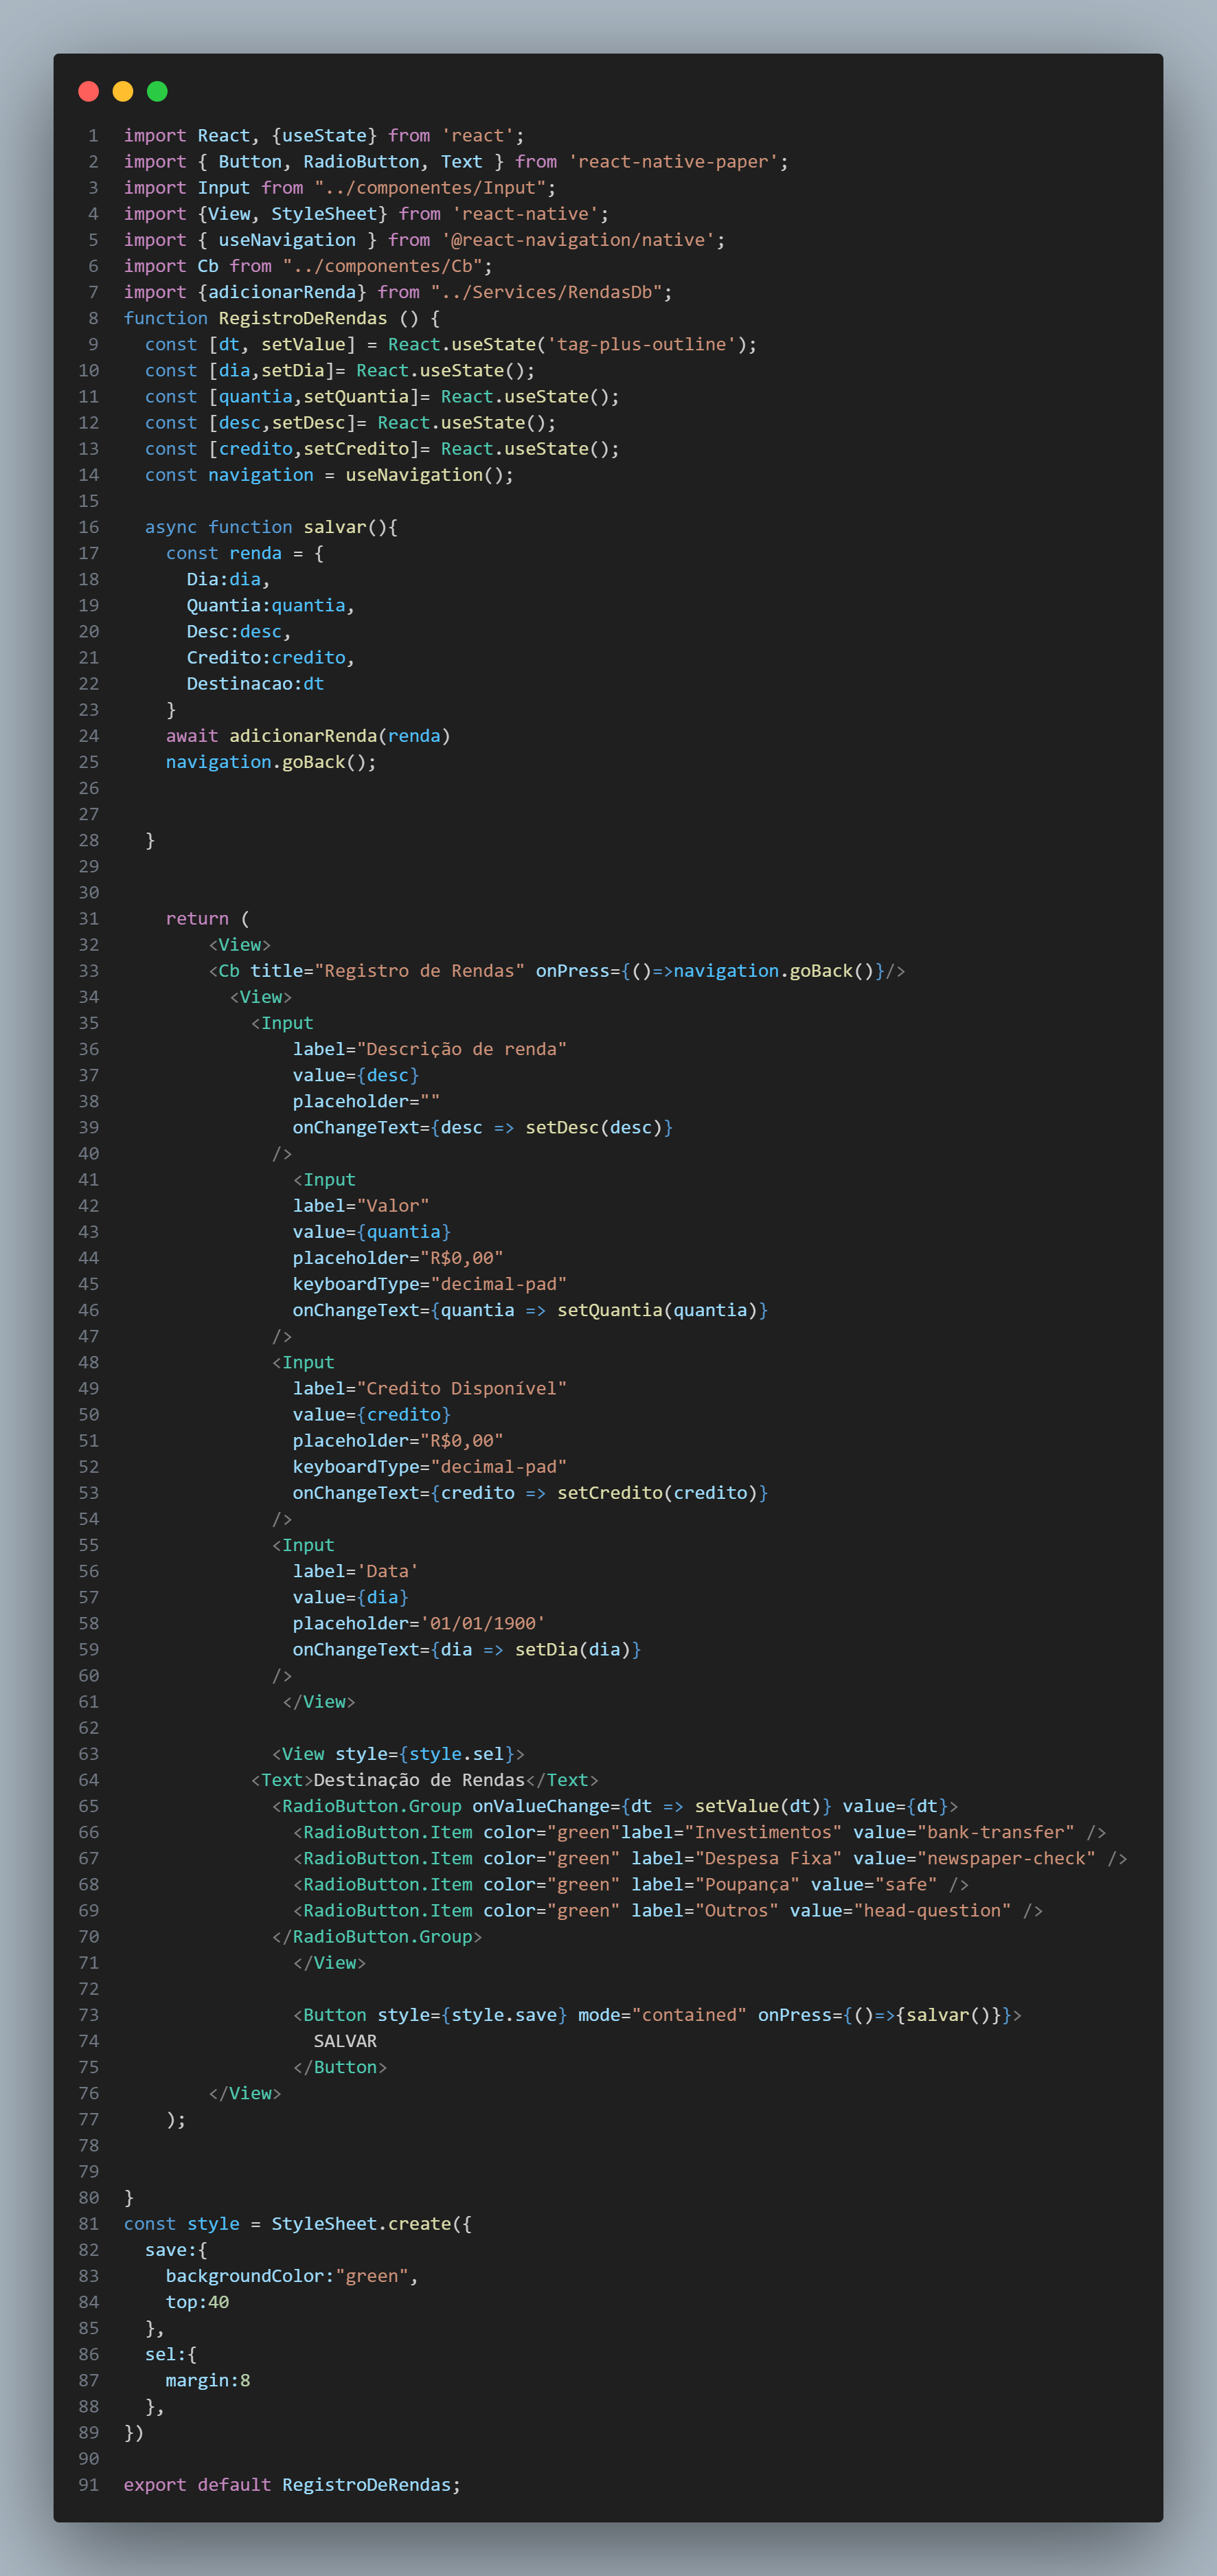 1 import React, {useState} from 'react';
2 import { Button, RadioButton, Text } from 'react-native-paper';
3 import Input from "../componentes/Input";
4 import {View, StyleSheet} from 'react-native';
5 import { useNavigation } from '@react-navigation/native';
6 import Cb from "../componentes/Cb";
7 import {adicionarRenda} from "../Services/RendasDb";
8 function RegistroDeRendas () {
9   const [dt, setValue] = React.useState('tag-plus-outline');
10   const [dia,setDia]= React.useState();
11   const [quantia,setQuantia]= React.useState();
12   const [desc,setDesc]= React.useState();
13   const [credito,setCredito]= React.useState();
14   const navigation = useNavigation();
15
16   async function salvar(){
17     const renda = {
18       Dia:dia,
19       Quantia:quantia,
20       Desc:desc,
21       Credito:credito,
22       Destinacao:dt
23     }
24     await adicionarRenda(renda)
25     navigation.goBack();
26
27
28   }
29
30
31     return (
32         <View>
33         <Cb title="Registro de Rendas" onPress={()=>navigation.goBack()}/>
34           <View>
35             <Input
36                 label="Descrição de renda"
37                 value={desc}
38                 placeholder=""
39                 onChangeText={desc => setDesc(desc)}
40               />
41                 <Input
42                 label="Valor"
43                 value={quantia}
44                 placeholder="R$0,00"
45                 keyboardType="decimal-pad"
46                 onChangeText={quantia => setQuantia(quantia)}
47               />
48               <Input
49                 label="Credito Disponível"
50                 value={credito}
51                 placeholder="R$0,00"
52                 keyboardType="decimal-pad"
53                 onChangeText={credito => setCredito(credito)}
54               />
55               <Input
56                 label='Data'
57                 value={dia}
58                 placeholder='01/01/1900'
59                 onChangeText={dia => setDia(dia)}
60               />
61                </View>
62
63               <View style={style.sel}>
64             <Text>Destinação de Rendas</Text>
65               <RadioButton.Group onValueChange={dt => setValue(dt)} value={dt}>
66                 <RadioButton.Item color="green"label="Investimentos" value="bank-transfer" />
67                 <RadioButton.Item color="green" label="Despesa Fixa" value="newspaper-check" />
68                 <RadioButton.Item color="green" label="Poupança" value="safe" />
69                 <RadioButton.Item color="green" label="Outros" value="head-question" />
70               </RadioButton.Group>
71                 </View>
72
73                 <Button style={style.save} mode="contained" onPress={()=>{salvar()}}>
74                   SALVAR
75                 </Button>
76         </View>
77     );
78
79
80 }
81 const style = StyleSheet.create({
82   save:{
83     backgroundColor:"green",
84     top:40
85   },
86   sel:{
87     margin:8
88   },
89 })
90
91 export default RegistroDeRendas;